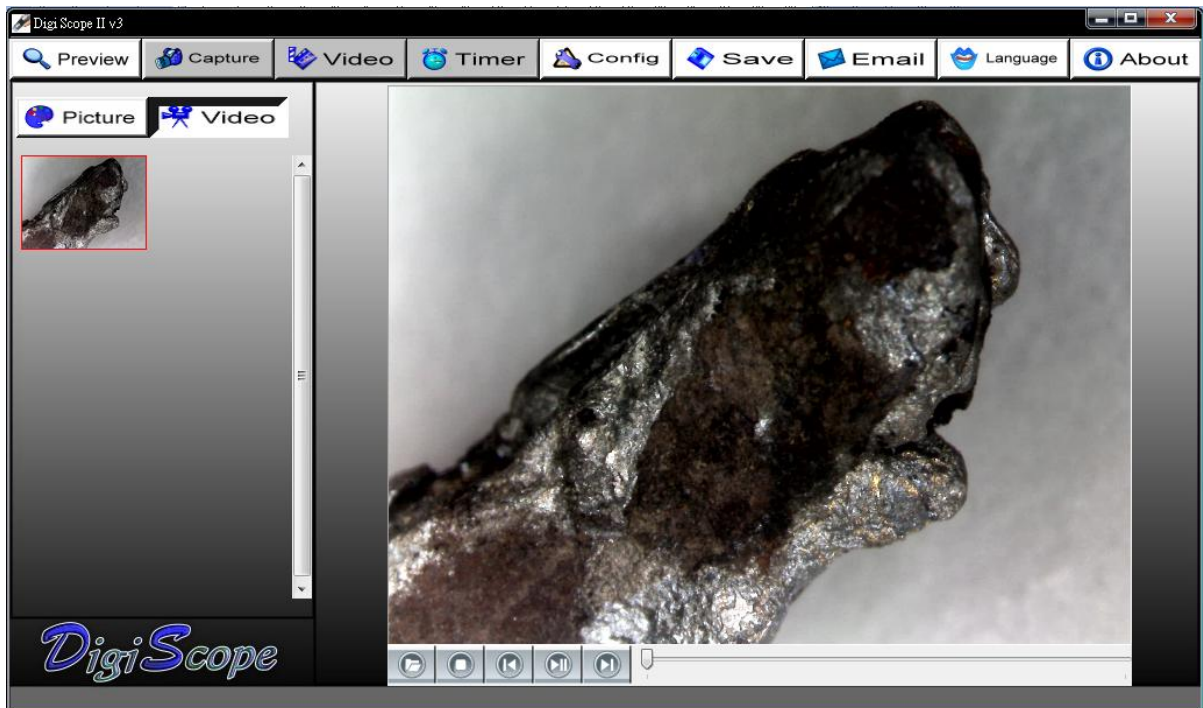 Digi Scope II v3
Preview
Capture
Video
Timer
Config
Save
Email
Language
About
Picture
Video
DigiScope